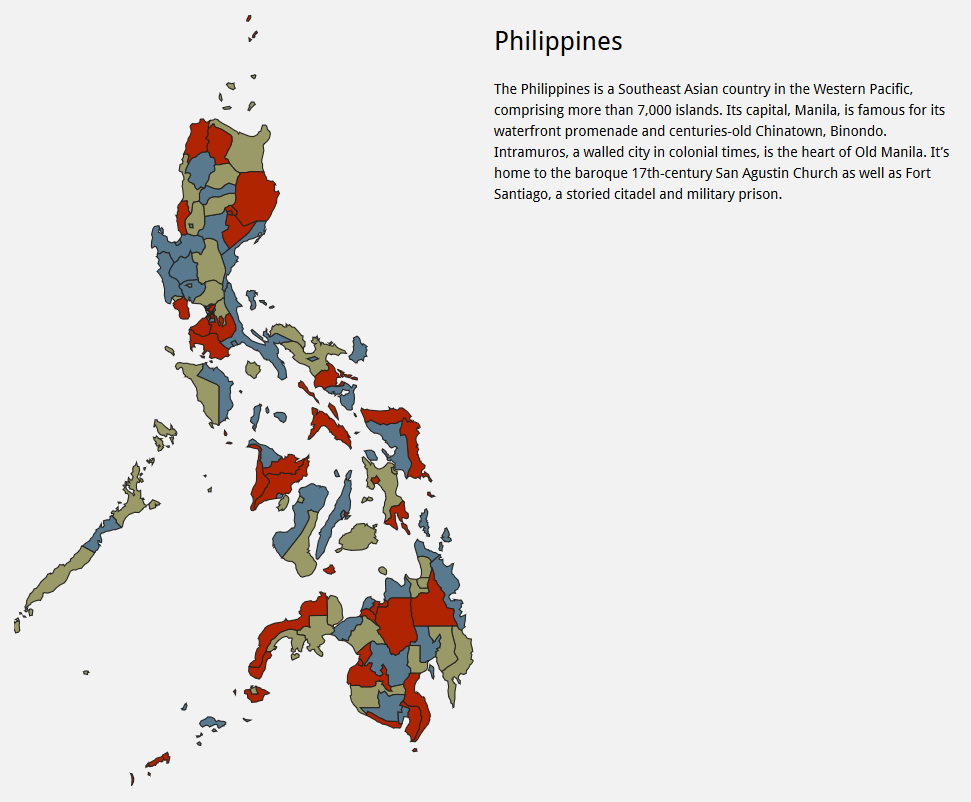 Philippines
The Philippines is a Southeast Asian country in the Western Pacific,
comprising more than 7,000 islands. Its capital, Manila, is famous for its
waterfront promenade and centuries-old Chinatown, Binondo.
Intramuros, a walled city in colonial times, is the heart of Old Manila. It’s
home to the baroque 17th-century San Agustin Church as well as Fort
Santiago, a storied citadel and military prison.